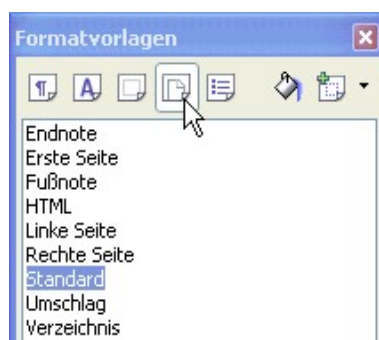 Formatvorlagen
Endnote
Erste Seite
Fußnote
HTML
Linke Seite
Rechte Seite
Standard
Umschlag
Verzeichnis